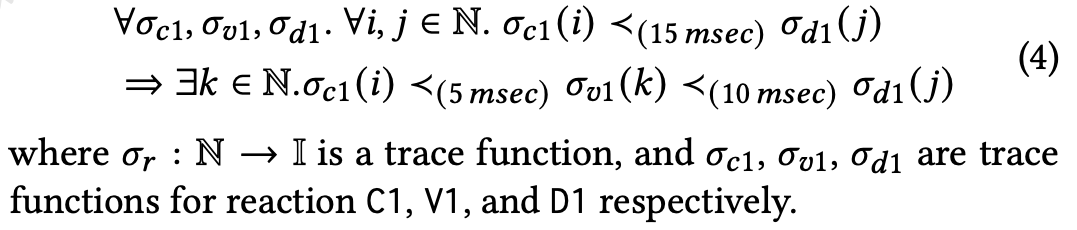 ∀σc1, σv1, σd1. ∀i, j ∈ ℕ. σc1(i) ≺(15 msec) σd1(j)
⇒ ∃k ∈ ℕ.σc1(i) ≺(5 msec) σv1(k) ≺(10 msec) σd1(j)
(4)
where σr : ℕ → 𝕀 is a trace function, and σc1, σv1, σd1 are trace
functions for reaction C1, V1, and D1 respectively.